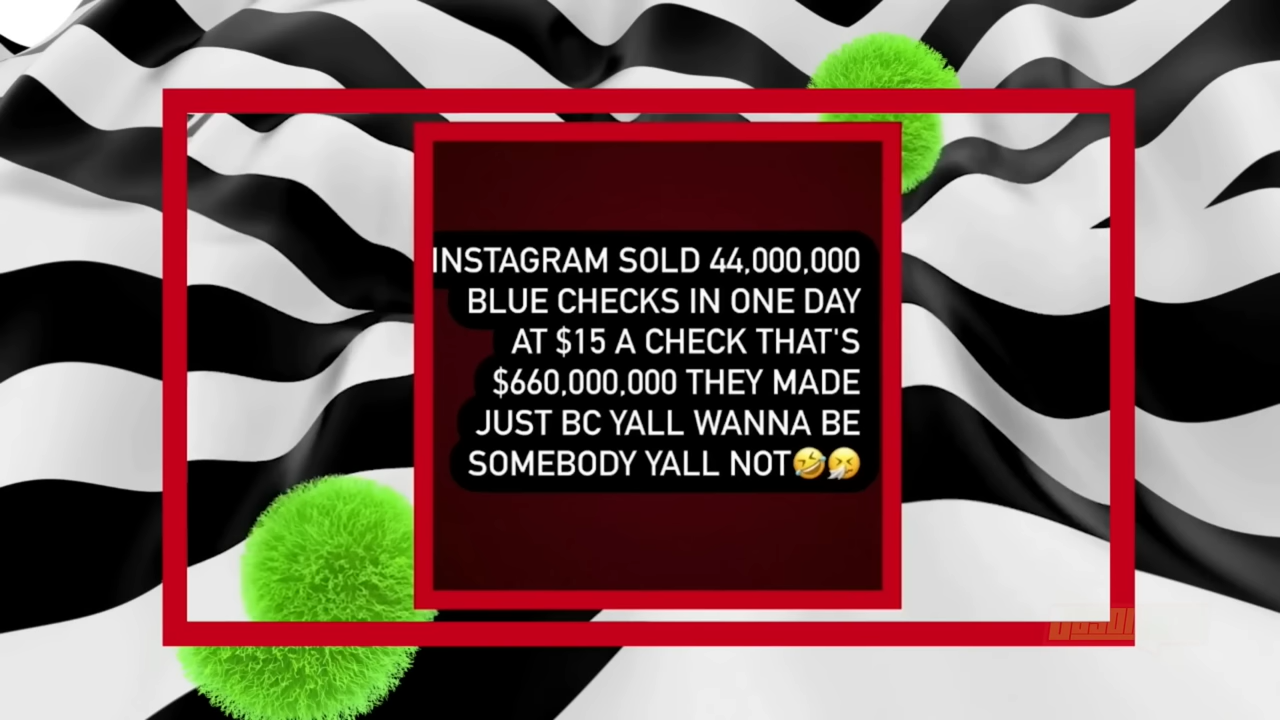 INSTAGRAM SOLD 44,000,000
BLUE CHECKS IN ONE DAY
AT $15 A CHECK THAT'S
$660,000,000 THEY MADE
JUST BC YALL WANNA BE
SOMEBODY YALL NOT🤣🤧